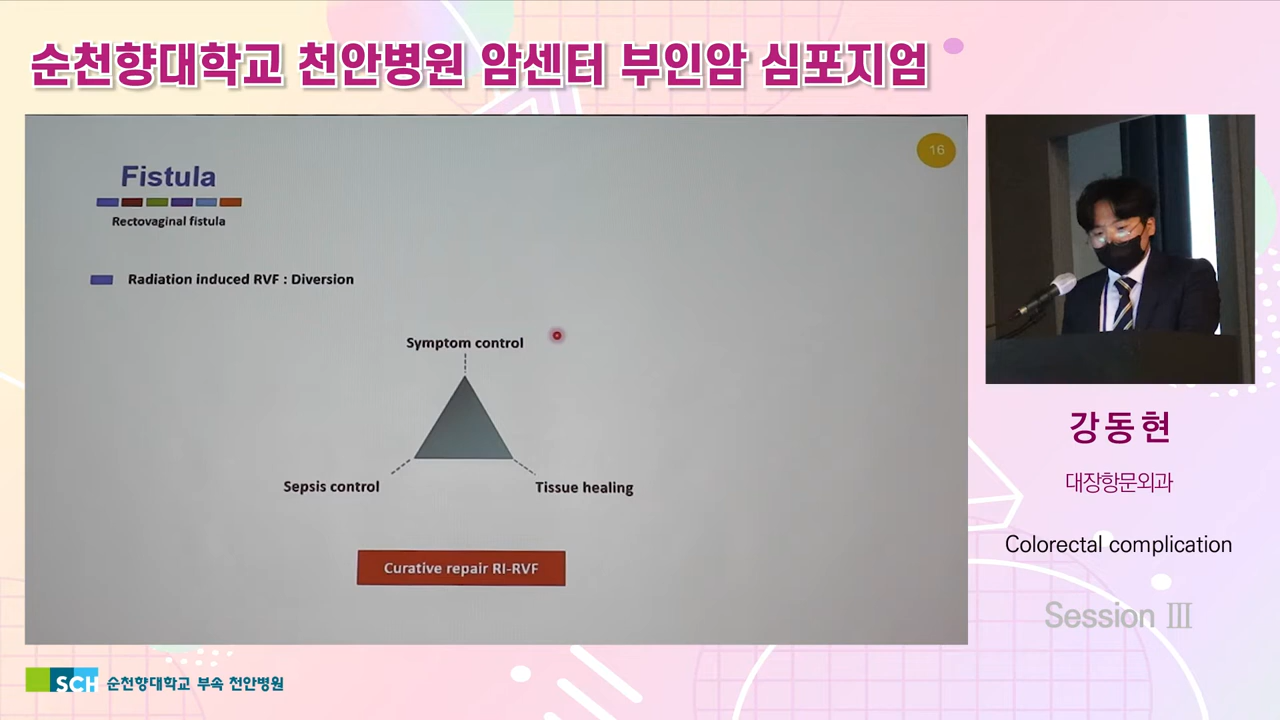 순천향대학교 천안병원 암센터 부인암 심포지엄
16
Fistula
Rectovaginal fistula
Radiation induced RVF : Diversion
Symptom control
Sepsis control
Tissue healing
Curative repair RI-RVF
강동현
대장항문외과
Colorectal complication
Session Ⅲ
SCH 순천향대학교 부속 천안병원